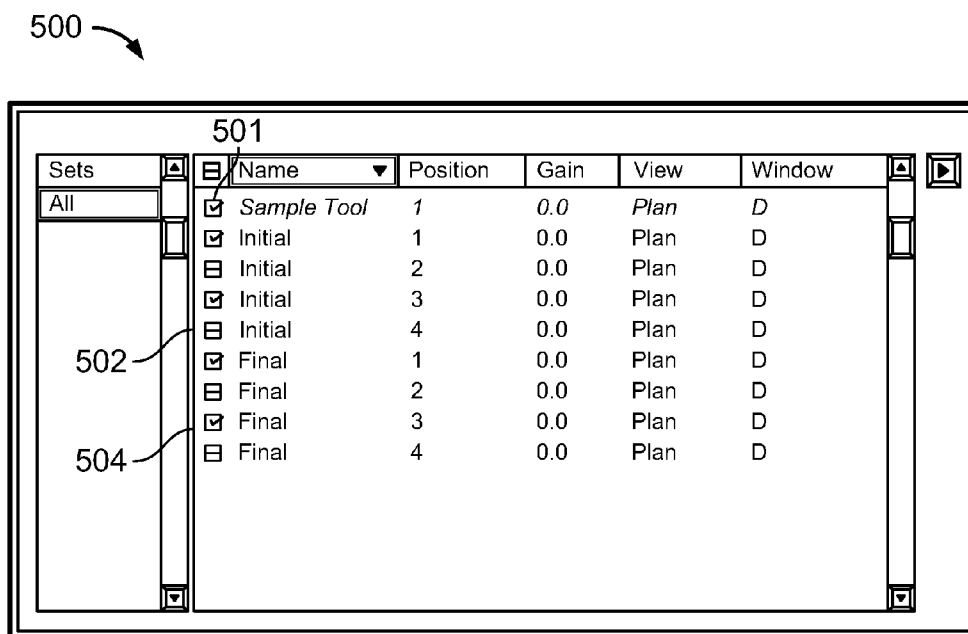 500
501
Sets Name Position Gain View Window
All Sample Tool 1 0.0 Plan D
Initial 1 0.0 Plan D
Initial 2 0.0 Plan D
Initial 3 0.0 Plan D
Initial 4 0.0 Plan D
502 Final 1 0.0 Plan D
Final 2 0.0 Plan D
Final 3 0.0 Plan D
504 Final 4 0.0 Plan D